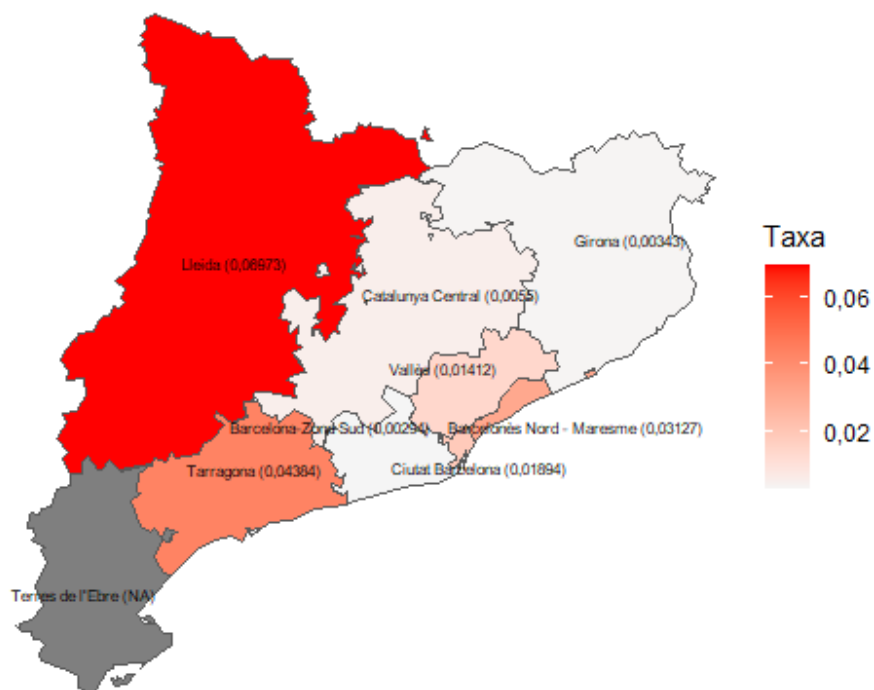 Girona (0,00343)
Taxa
Lleida (0,06973)
0,06
Catalunya Central (0,0055)
0,04
Vallès (0,01412)
0,02
Barcelona-Zona Sud (0,00294)
Barcelonès Nord - Maresme (0,03127)
Tarragona (0,04384)
Ciutat Barcelona (0,01894)
Terres de l'Ebre (NA)